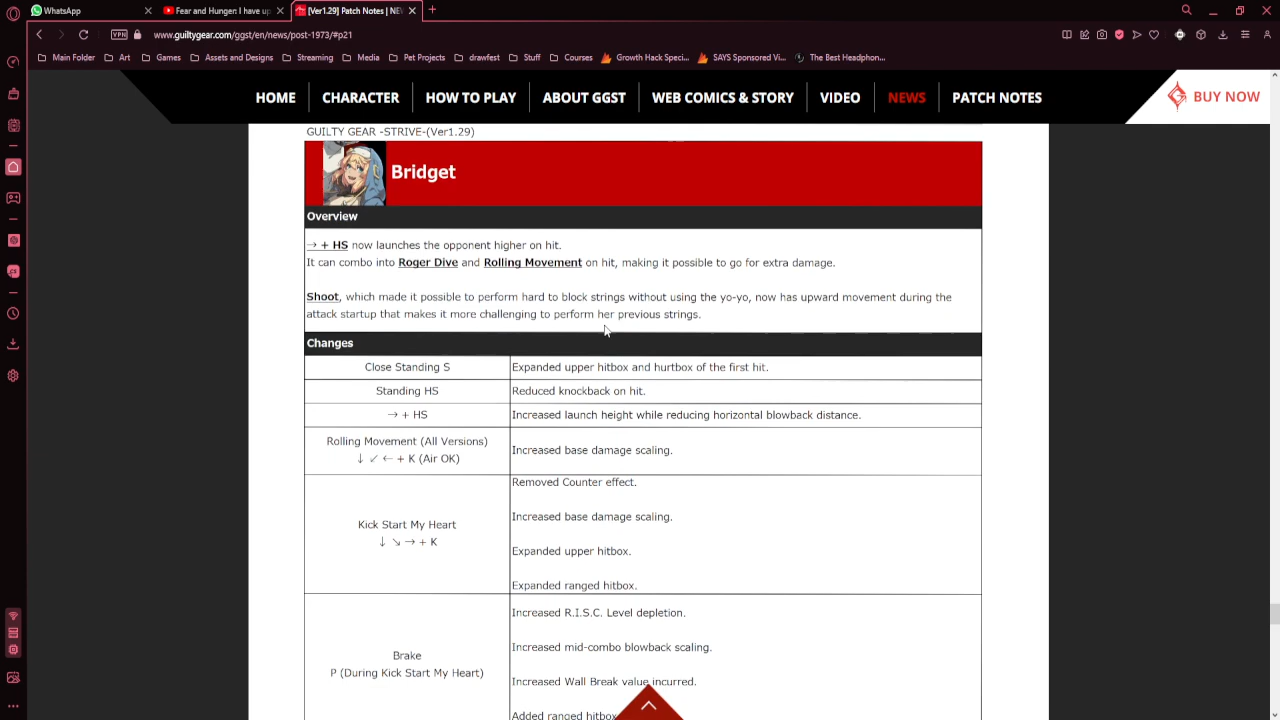 WhatsApp
Fear and Hunger: I have up
[Ver1.29] Patch Notes | NE
VPN
www.guiltygear.com/ggst/en/news/post-1973/#p21
Main Folder
Art
Games
Assets and Designs
Streaming
Media
Pet Projects
drawfest
Stuff
Courses
Growth Hack Speci...
SAYS Sponsored Vi...
The Best Headphon...
HOME
CHARACTER
HOW TO PLAY
ABOUT GGST
WEB COMICS & STORY
VIDEO
NEWS
PATCH NOTES
BUY NOW
GUILTY GEAR -STRIVE-(Ver1.29)
Bridget
Overview
→ + HS now launches the opponent higher on hit.
It can combo into Roger Dive and Rolling Movement on hit, making it possible to go for extra damage.
Shoot, which made it possible to perform hard to block strings without using the yo-yo, now has upward movement during the
attack startup that makes it more challenging to perform her previous strings.
Changes
Close Standing S
Expanded upper hitbox and hurtbox of the first hit.
Standing HS
Reduced knockback on hit.
→ + HS
Increased launch height while reducing horizontal blowback distance.
Rolling Movement (All Versions)
↓ ↙ ← + K (Air OK)
Increased base damage scaling.
Kick Start My Heart
↓ ↘ → + K
Removed Counter effect.
Increased base damage scaling.
Expanded upper hitbox.
Expanded ranged hitbox.
Brake
P (During Kick Start My Heart)
Increased R.I.S.C. Level depletion.
Increased mid-combo blowback scaling.
Increased Wall Break value incurred.
Added ranged hitbox